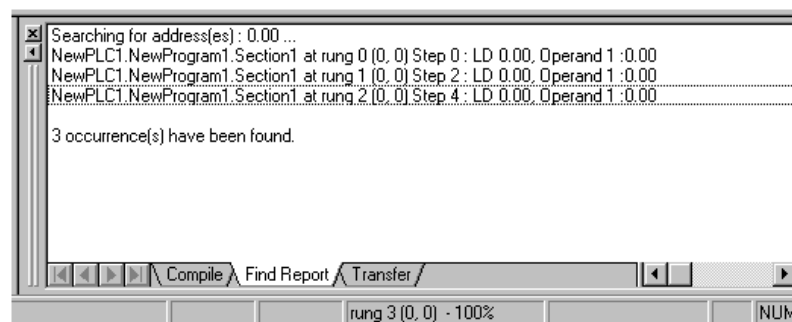 Searching for address(es) : 0.00 ...
NewPLC1.NewProgram1.Section1 at rung 0 (0, 0) Step 0 : LD 0.00, Operand 1 :0.00
NewPLC1.NewProgram1.Section1 at rung 1 (0, 0) Step 2 : LD 0.00, Operand 1 :0.00
NewPLC1.NewProgram1.Section1 at rung 2 (0, 0) Step 4 : LD 0.00, Operand 1 :0.00
3 occurrence(s) have been found.
Compile Find Report Transfer
rung 3 (0, 0) - 100% NUM